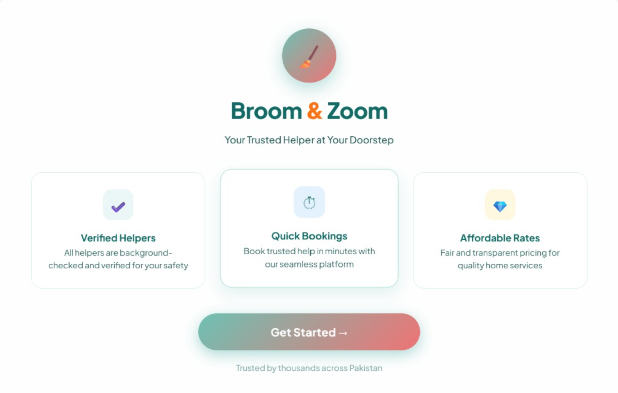 Broom & Zoom
Your Trusted Helper at Your Doorstep
Verified Helpers
All helpers are background-
checked and verified for your safety
Quick Bookings
Book trusted help in minutes with
our seamless platform
Affordable Rates
Fair and transparent pricing for
quality home services
Get Started →
Trusted by thousands across Pakistan